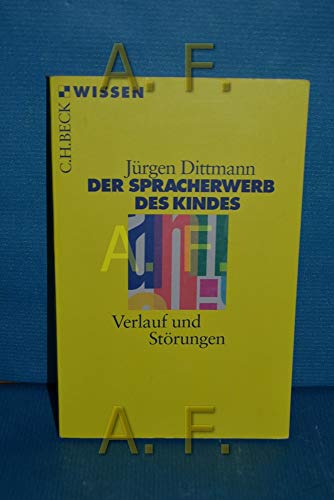 A. F.
WISSEN
C.H.BECK
Jürgen Dittmann
DER SPRACHERWERB
DES KINDES
A. F.
Verlauf und
Störungen
A. F.